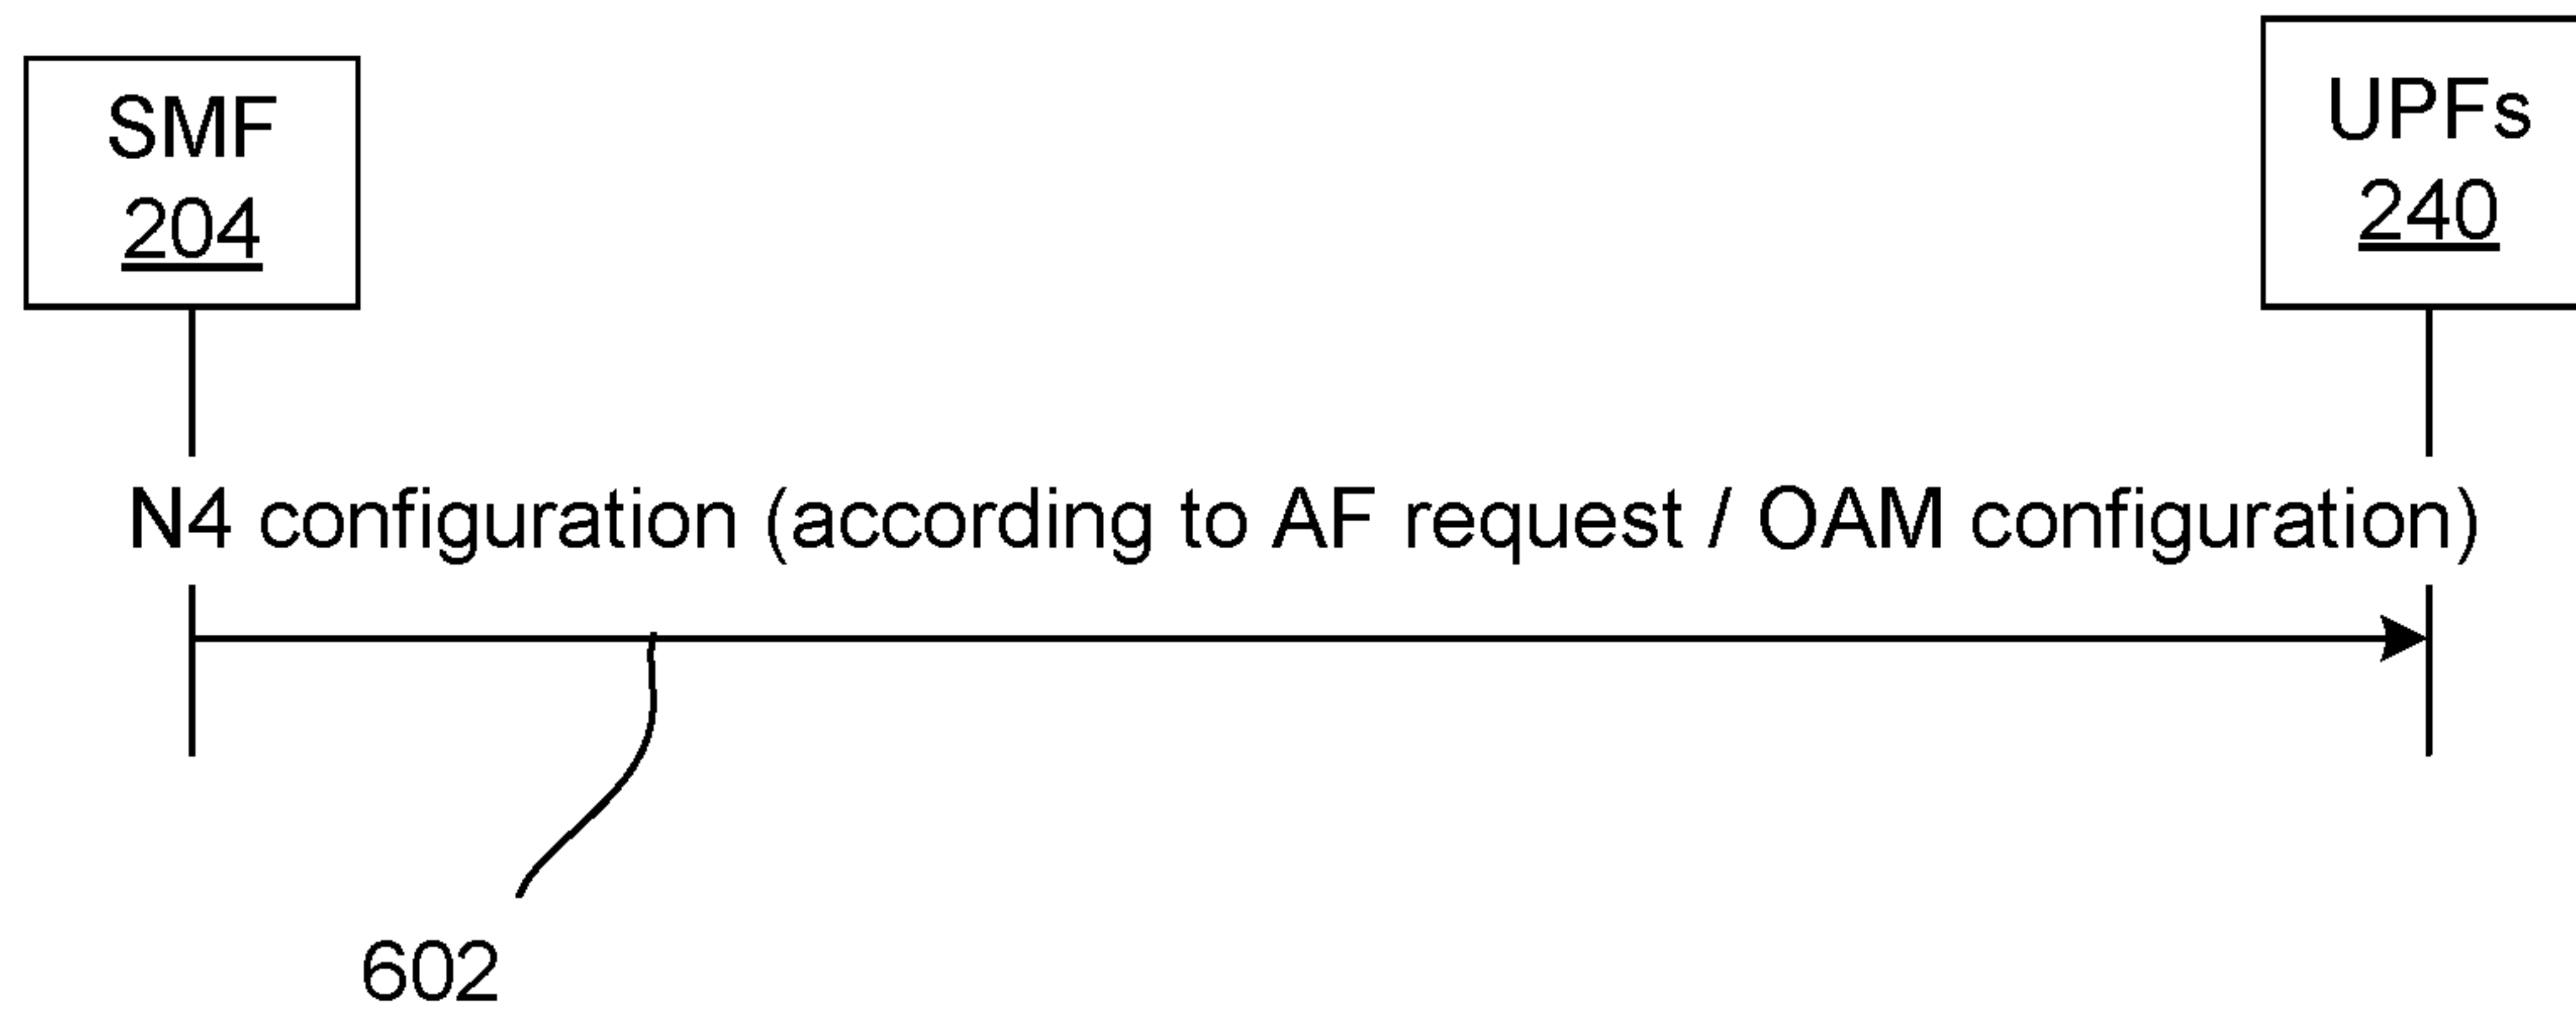 SMF
204
UPFs
240
N4 configuration (according to AF request / OAM configuration)
602